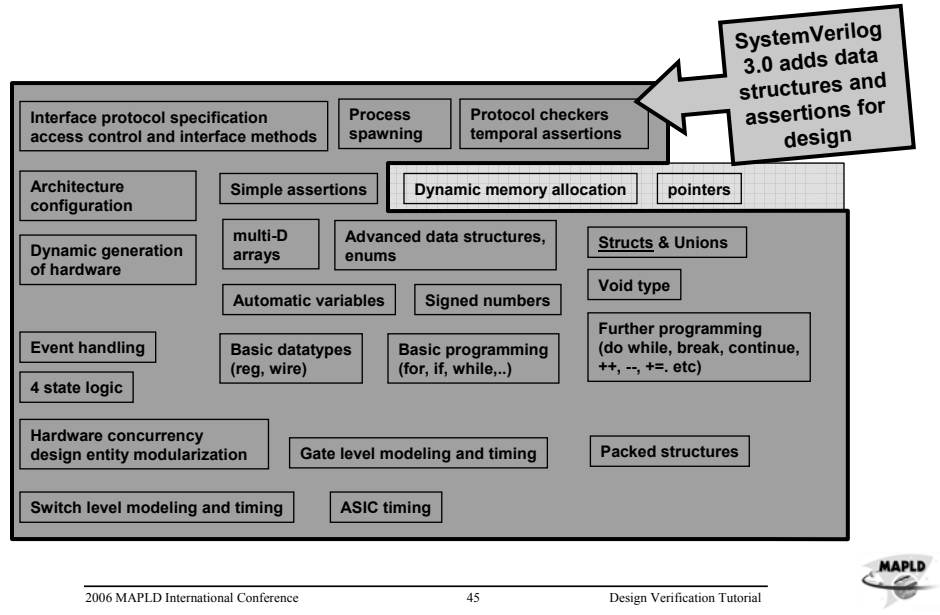 SystemVerilog
3.0 adds data
structures and
assertions for
design
Interface protocol specification
access control and interface methods
Process
spawning
Protocol checkers
temporal assertions
Architecture
configuration
Simple assertions
Dynamic memory allocation
pointers
Dynamic generation
of hardware
multi-D
arrays
Advanced data structures,
enums
Structs & Unions
Void type
Automatic variables
Signed numbers
Event handling
Basic datatypes
(reg, wire)
Basic programming
(for, if, while,..)
Further programming
(do while, break, continue,
++, --, +=. etc)
4 state logic
Hardware concurrency
design entity modularization
Gate level modeling and timing
Packed structures
Switch level modeling and timing
ASIC timing
MAPLD
2006 MAPLD International Conference
45
Design Verification Tutorial